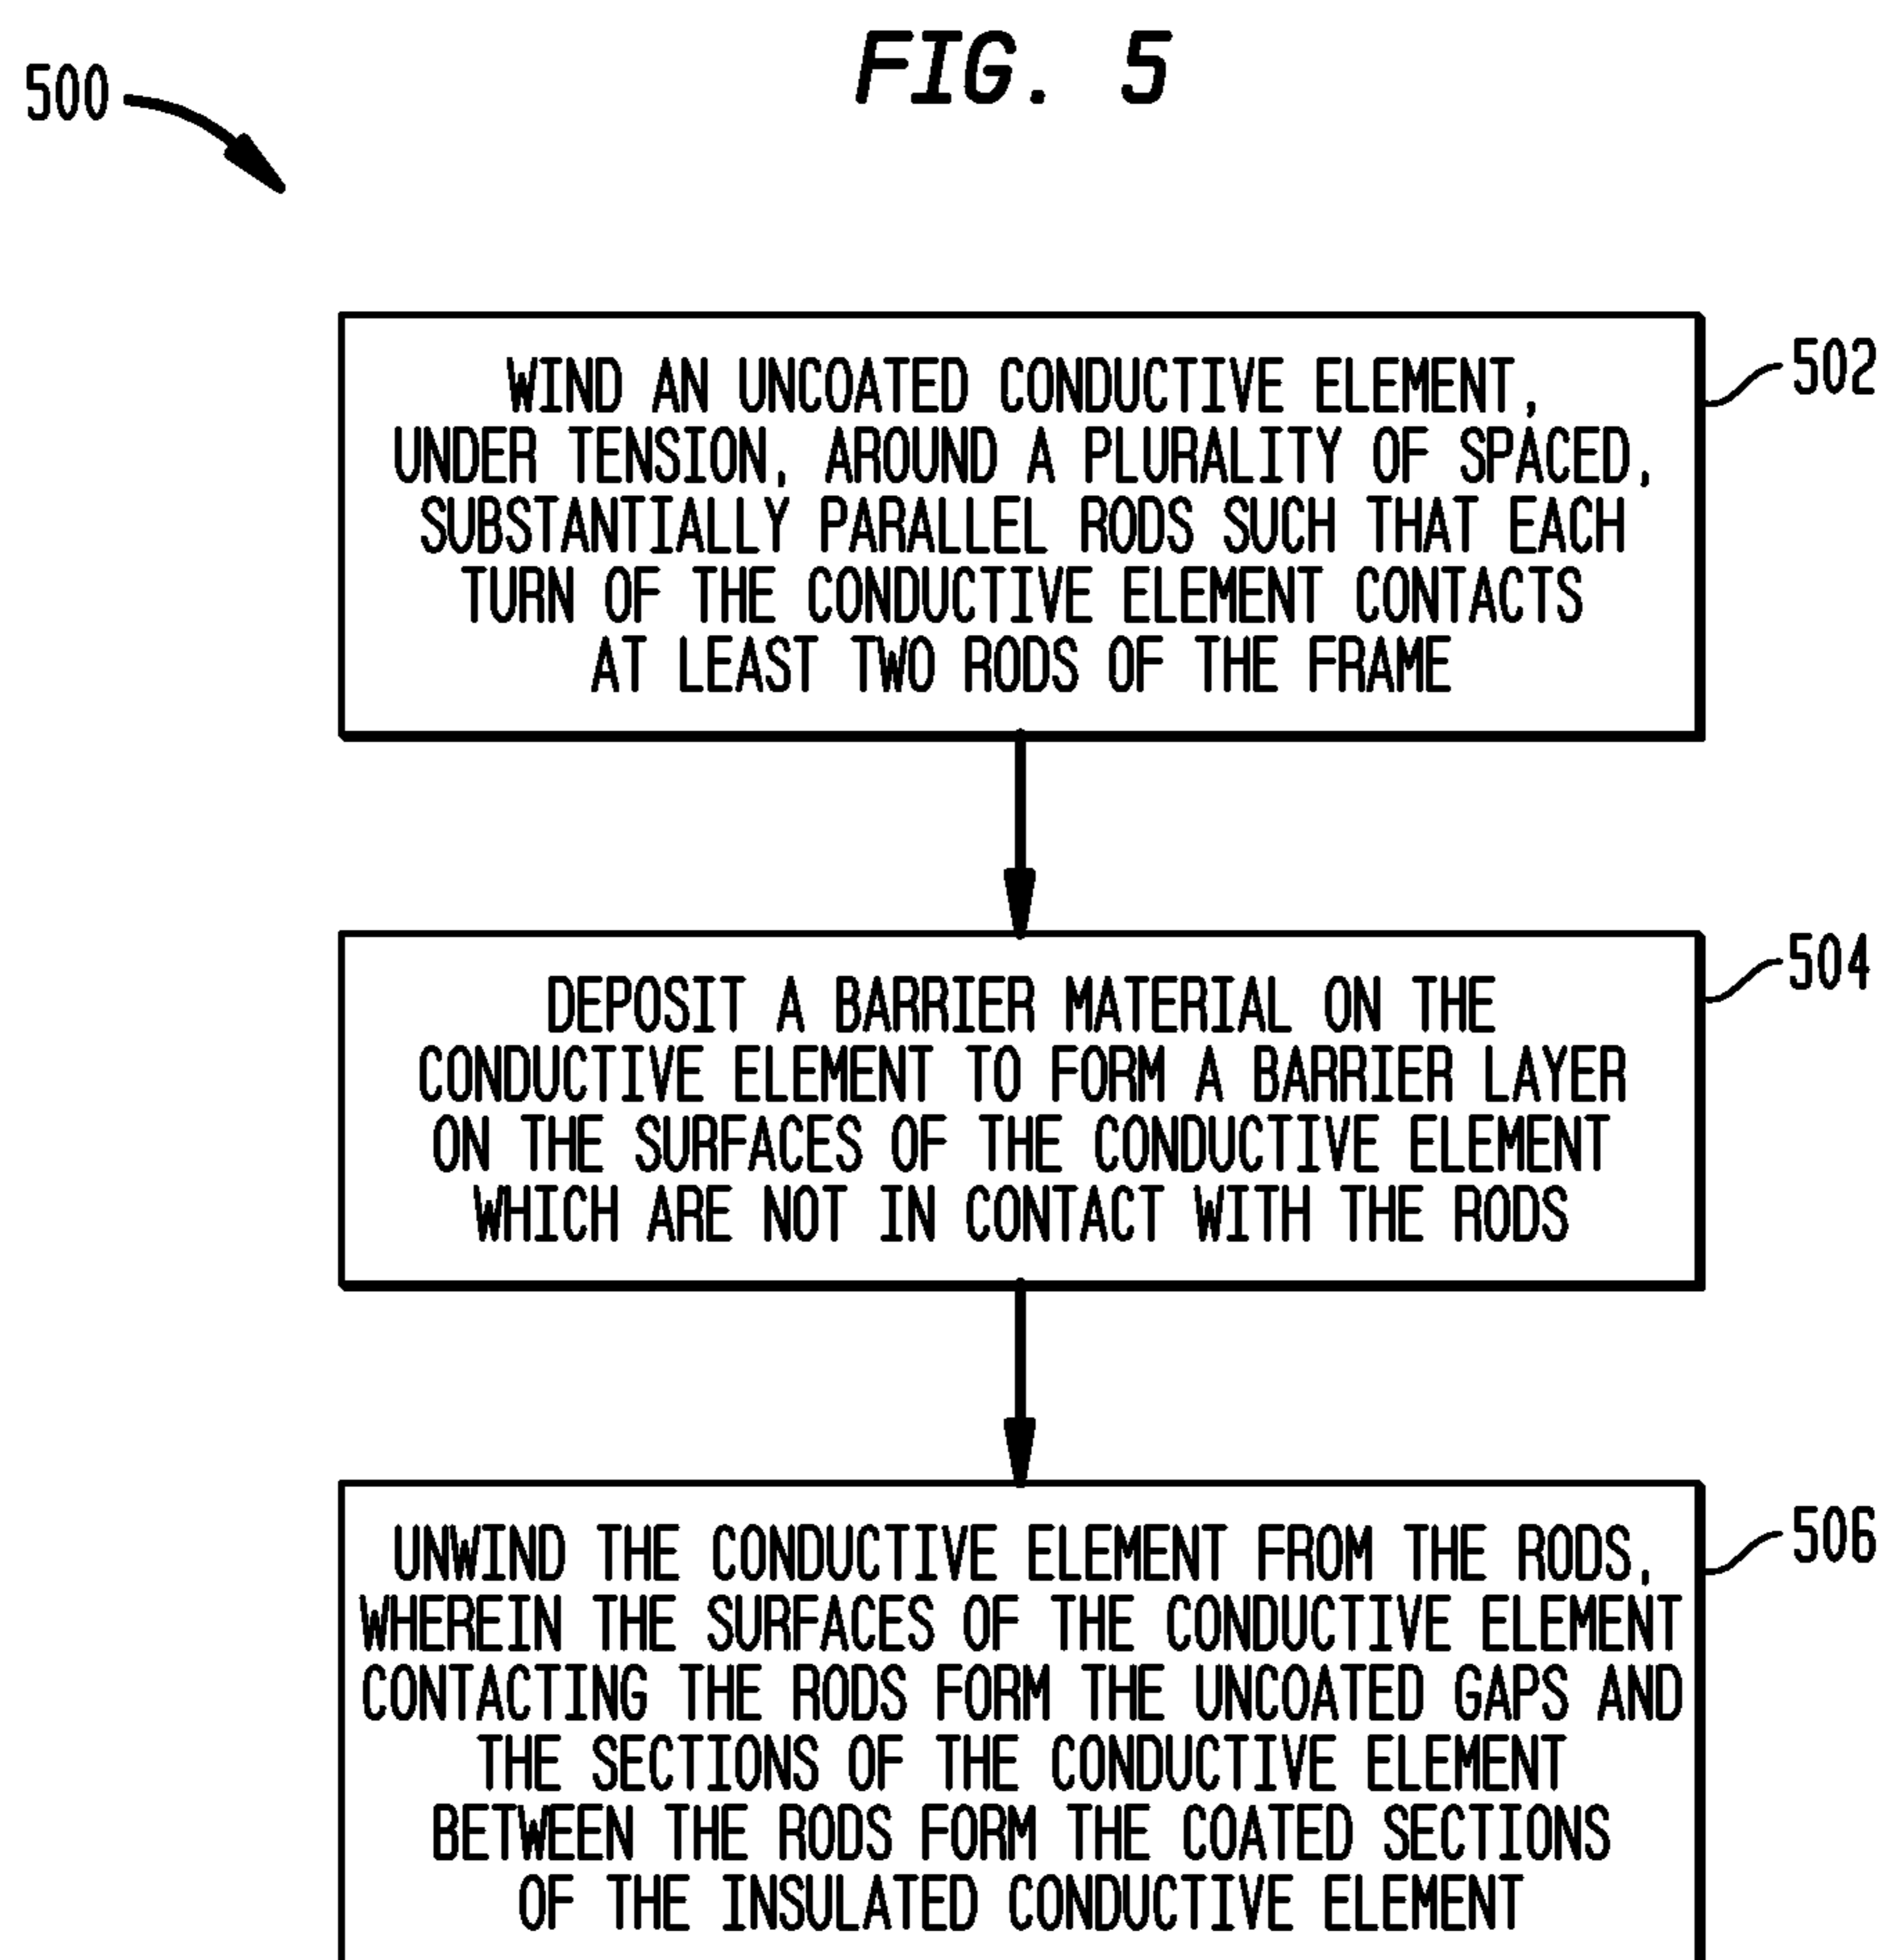 FIG. 5
500
WIND AN UNCOATED CONDUCTIVE ELEMENT,
UNDER TENSION, AROUND A PLURALITY OF SPACED,
SUBSTANTIALLY PARALLEL RODS SUCH THAT EACH
TURN OF THE CONDUCTIVE ELEMENT CONTACTS
AT LEAST TWO RODS OF THE FRAME
502
DEPOSIT A BARRIER MATERIAL ON THE
CONDUCTIVE ELEMENT TO FORM A BARRIER LAYER
ON THE SURFACES OF THE CONDUCTIVE ELEMENT
WHICH ARE NOT IN CONTACT WITH THE RODS
504
UNWIND THE CONDUCTIVE ELEMENT FROM THE RODS,
WHEREIN THE SURFACES OF THE CONDUCTIVE ELEMENT
CONTACTING THE RODS FORM THE UNCOATED GAPS AND
THE SECTIONS OF THE CONDUCTIVE ELEMENT
BETWEEN THE RODS FORM THE COATED SECTIONS
OF THE INSULATED CONDUCTIVE ELEMENT
506